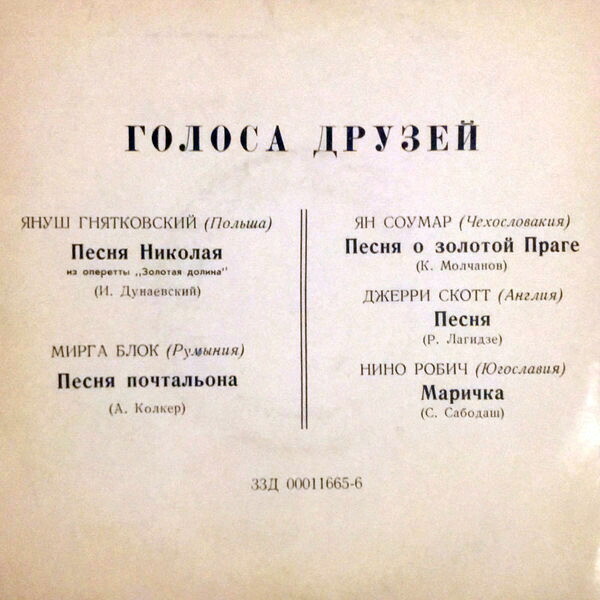 ГОЛОСА ДРУЗЕЙ
ЯНУШ ГНЯТКОВСКИЙ (Польша)
Песня Николая
из оперетты „Золотая долина"
(И. Дунаевский)
МИРГА БЛОК (Румыния)
Песня почтальона
(А. Колкер)
ЯН СОУМАР (Чехословакия)
Песня о золотой Праге
(К. Молчанов)
ДЖЕРРИ СКОТТ (Англия)
Песня
(Р. Лагидзе)
НИНО РОБИЧ (Югославия)
Маричка
(С. Сабодаш)
33Д 00011665-6